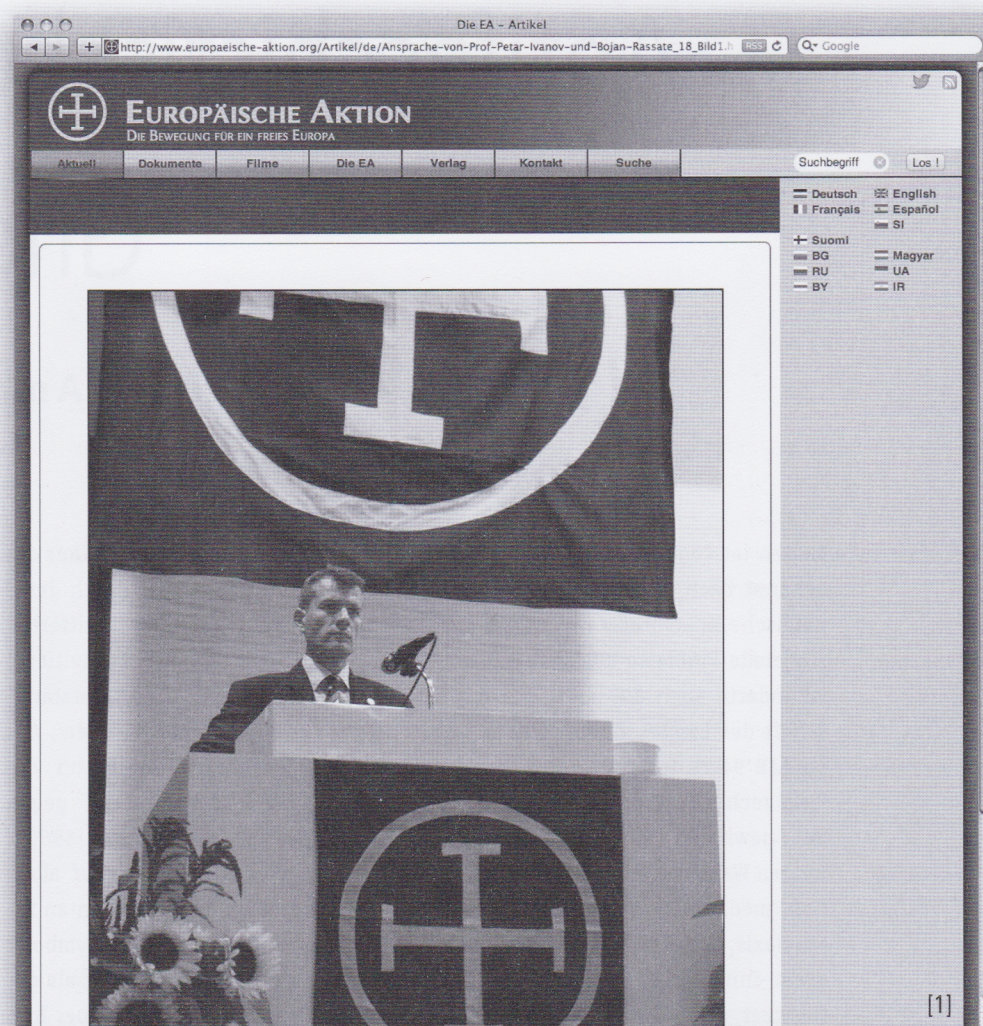 Die EA – Artikel
http://www.europaeische-aktion.org/Artikel/de/Ansprache-von-Prof-Petar-Ivanov-und-Bojan-Rassate_18_Bild1.h RSS Google
EUROPÄISCHE AKTION
DIE BEWEGUNG FÜR EIN FREIES EUROPA
Aktuell Dokumente Filme Die EA Verlag Kontakt Suche Suchbegriff Los !
Deutsch English
Français Español
SI
Suomi
BG Magyar
RU UA
BY IR
[1]